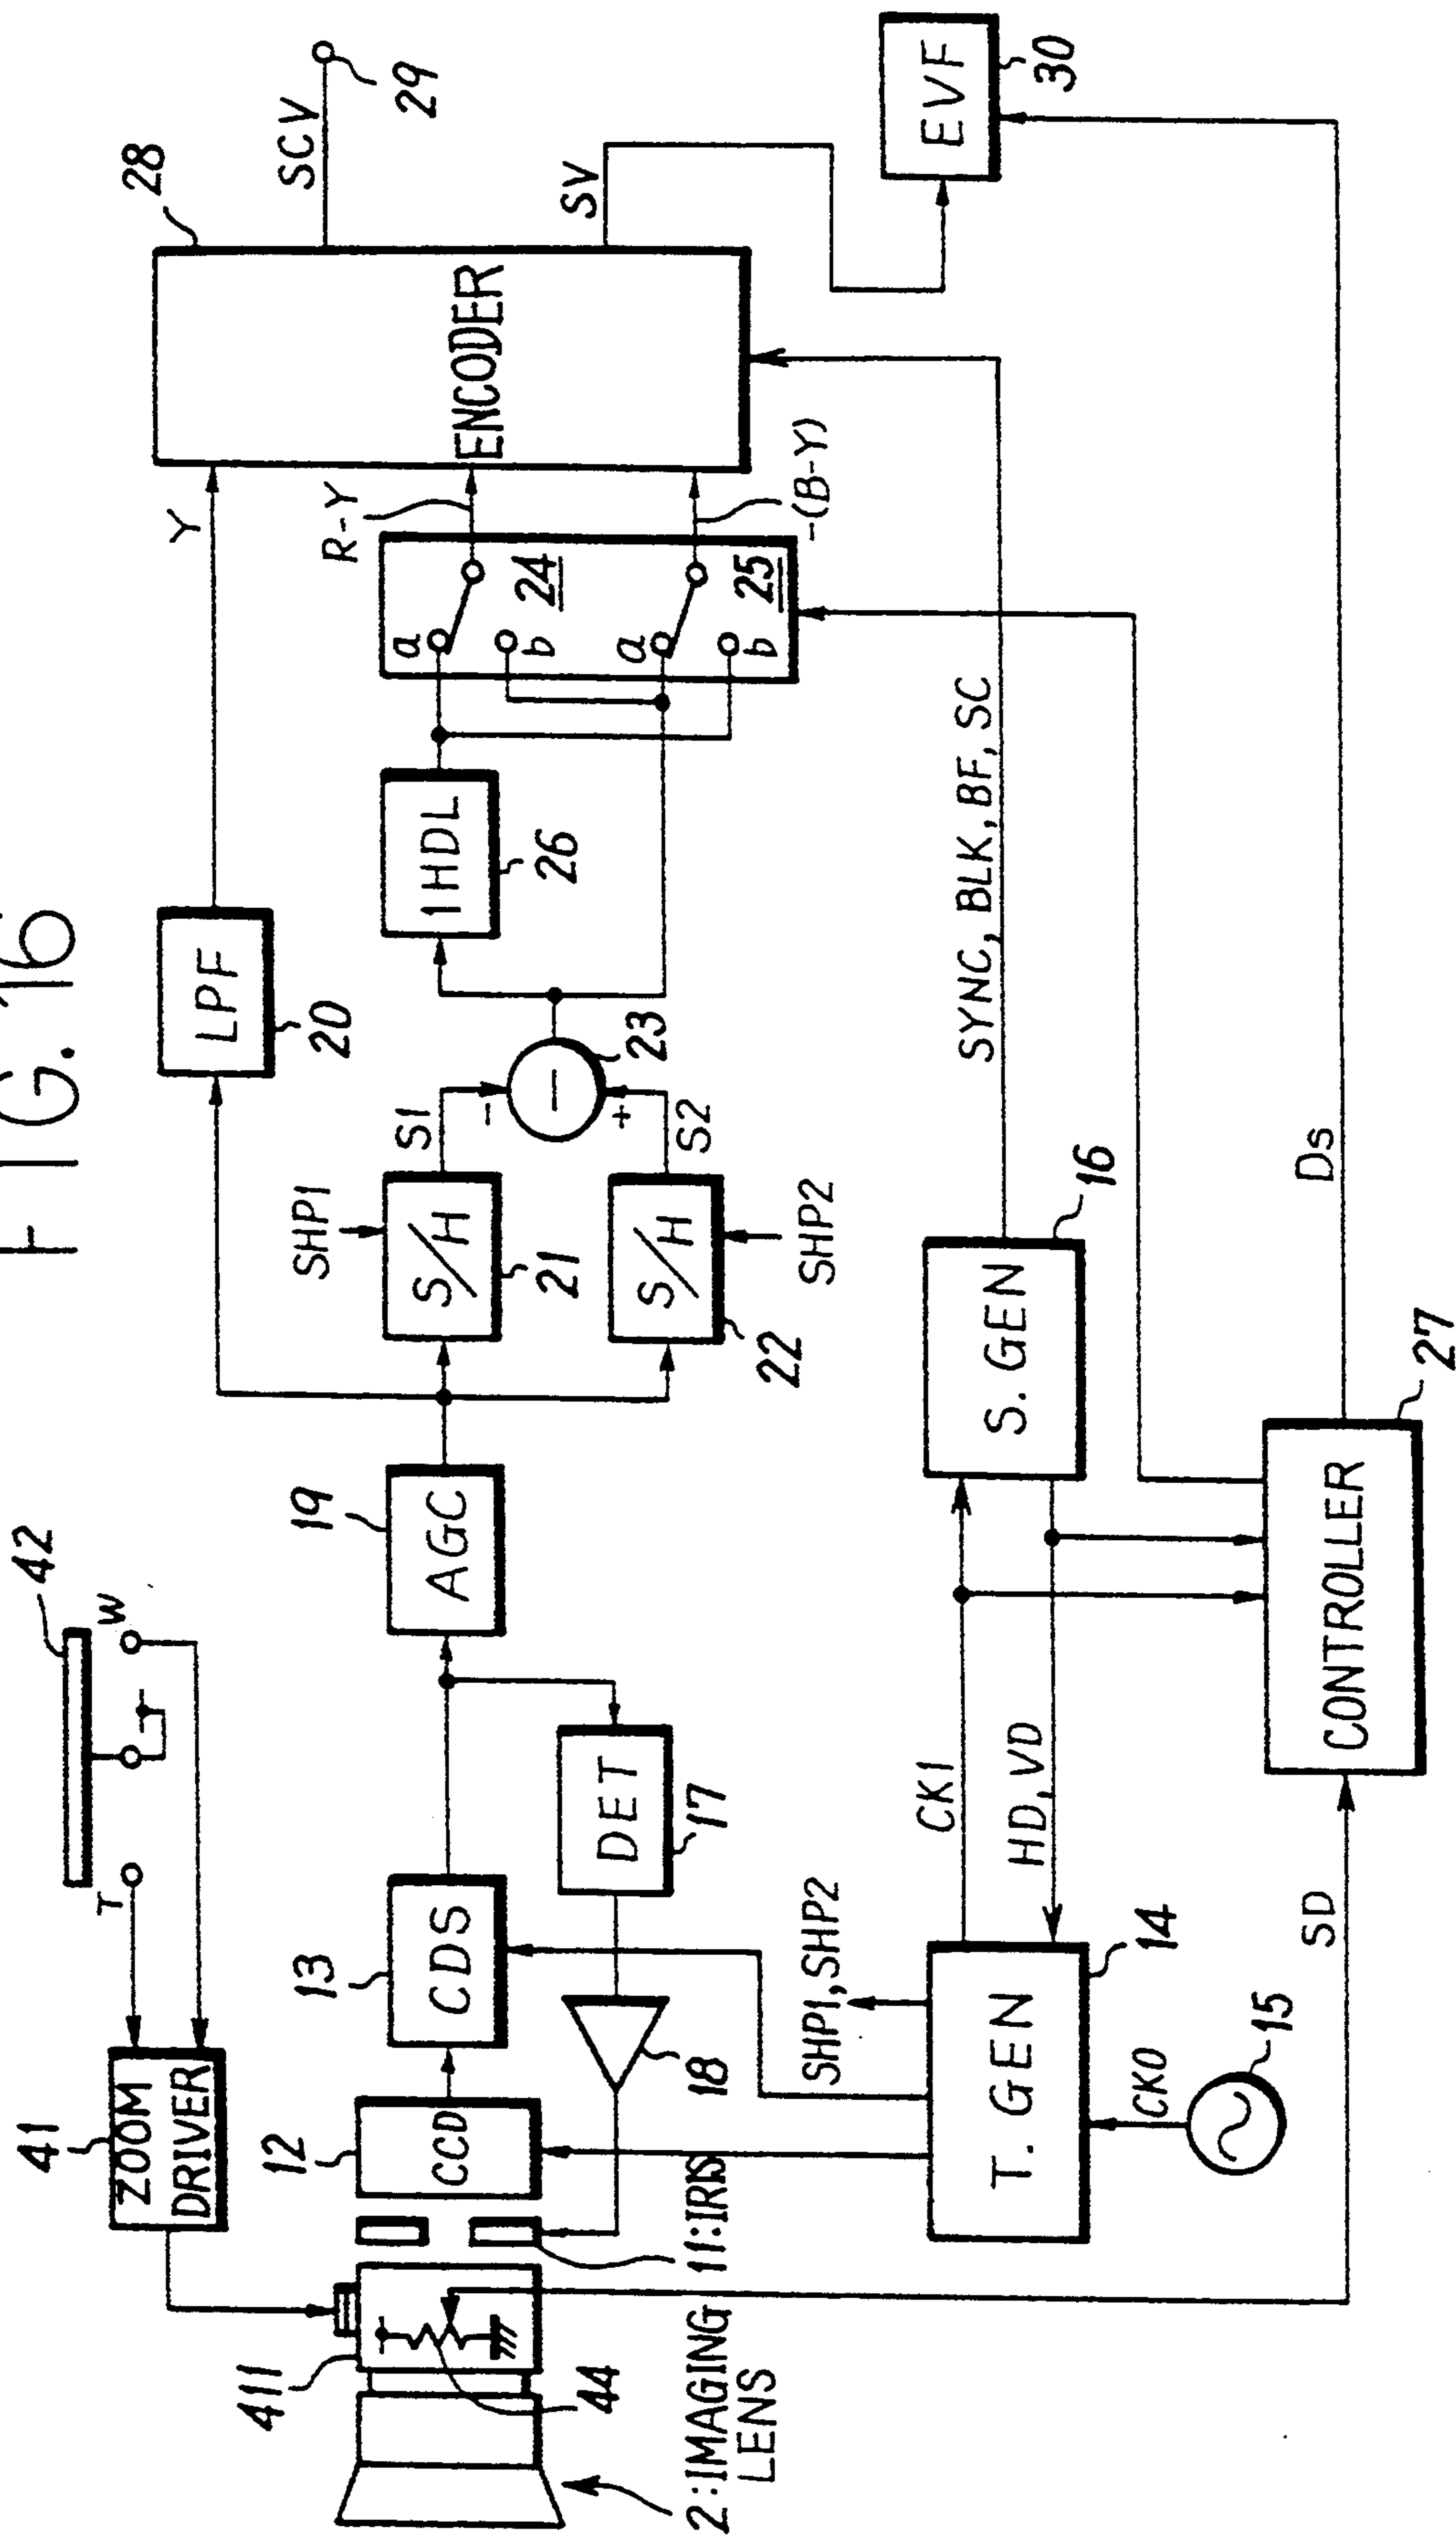 FIG. 16
42
T
W
41
ZOOM
DRIVER
411
44
2:IMAGING
LENS
11:IRIS
12
CCD
13
CDS
DET
17
18
19
AGC
LPF
20
SHP1
S/H
21
S1
S/H
22
S2
SHP2
-
+
23
1HDL
26
a
b
24
a
b
25
Y
R-Y
-(B-Y)
28
ENCODER
SCV
29
SV
EVF
30
SHP1,SHP2
T. GEN
14
CK0
15
CK1
HD,VD
S. GEN
16
SYNC, BLK, BF, SC
SD
CONTROLLER
27
Ds